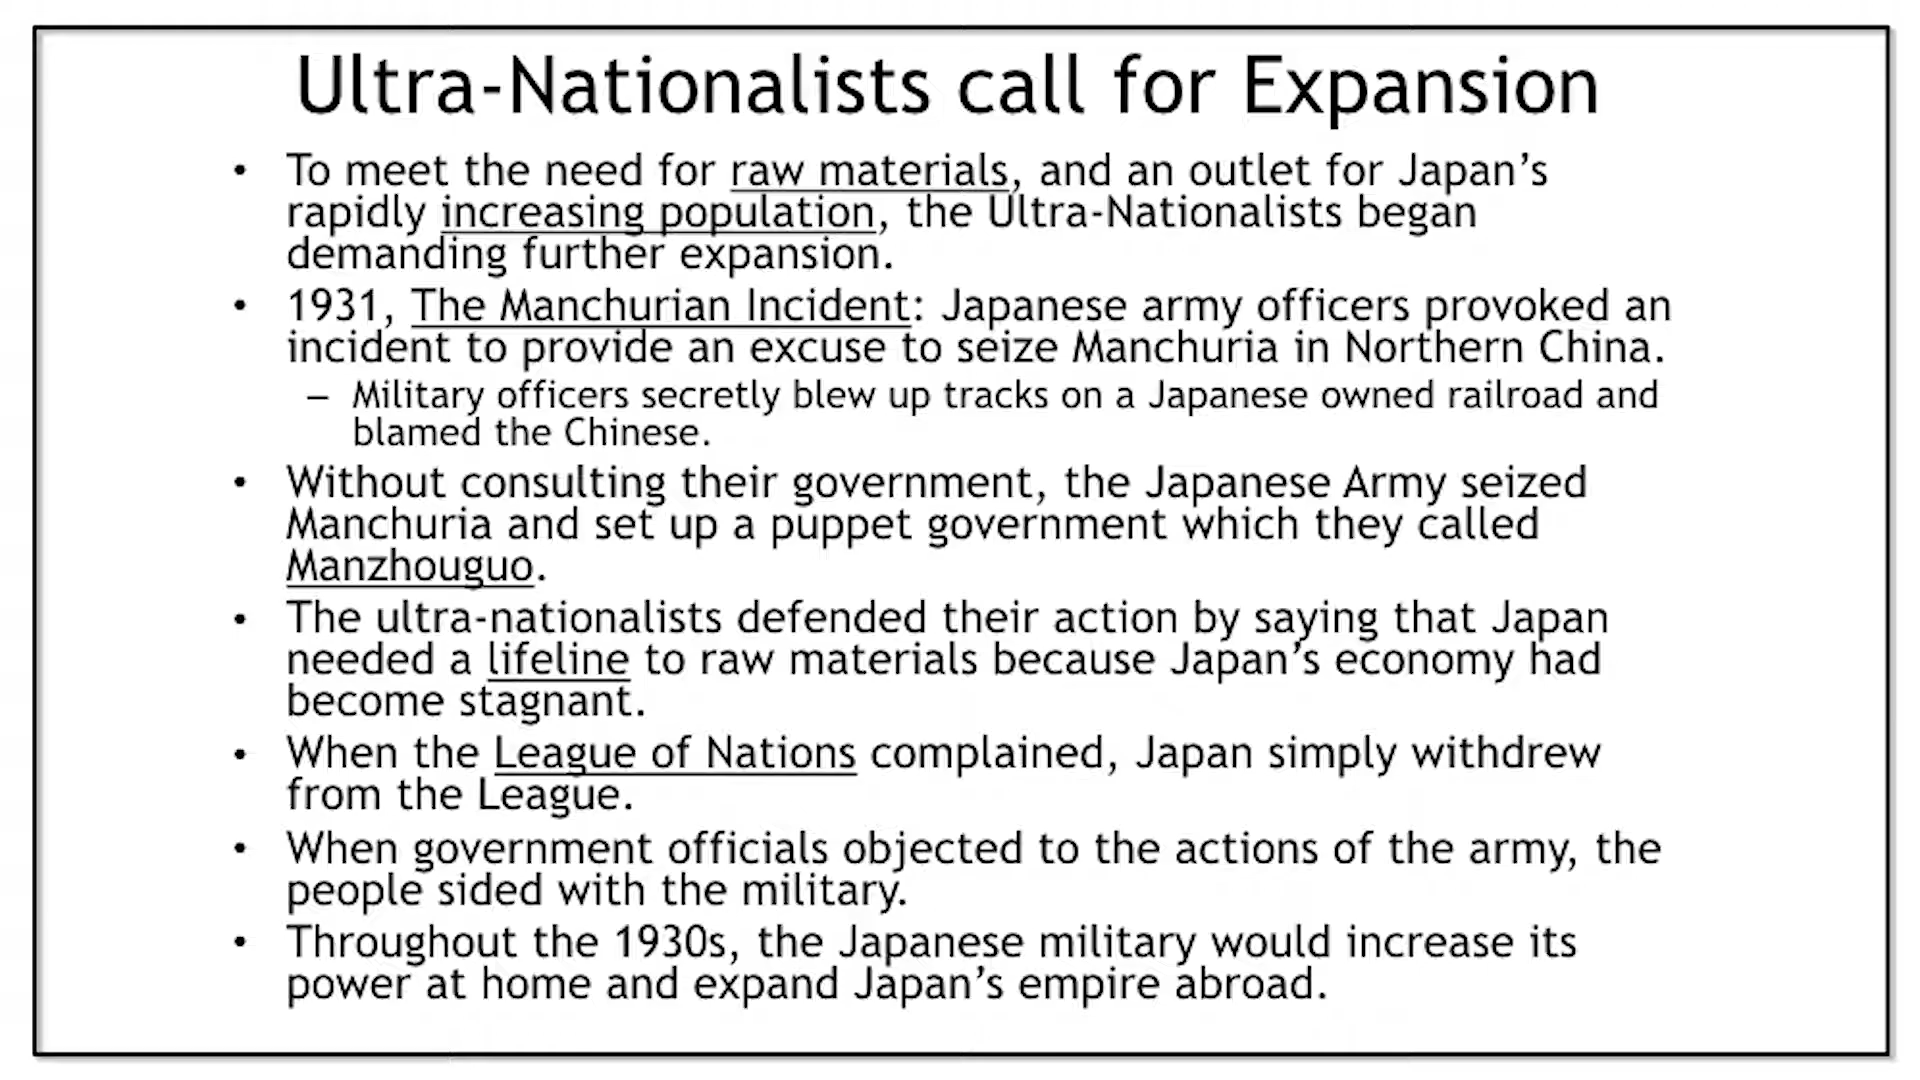 Ultra-Nationalists call for Expansion
• To meet the need for raw materials, and an outlet for Japan’s
rapidly increasing population, the Ultra-Nationalists began
demanding further expansion.
• 1931, The Manchurian Incident: Japanese army officers provoked an
incident to provide an excuse to seize Manchuria in Northern China.
– Military officers secretly blew up tracks on a Japanese owned railroad and
blamed the Chinese.
• Without consulting their government, the Japanese Army seized
Manchuria and set up a puppet government which they called
Manzhouguo.
• The ultra-nationalists defended their action by saying that Japan
needed a lifeline to raw materials because Japan’s economy had
become stagnant.
• When the League of Nations complained, Japan simply withdrew
from the League.
• When government officials objected to the actions of the army, the
people sided with the military.
• Throughout the 1930s, the Japanese military would increase its
power at home and expand Japan’s empire abroad.